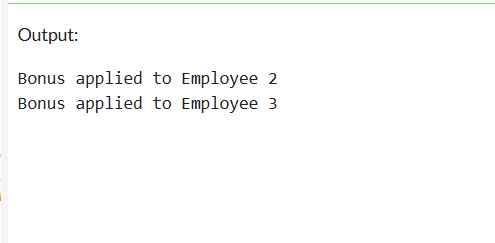 Output:
Bonus applied to Employee 2
Bonus applied to Employee 3